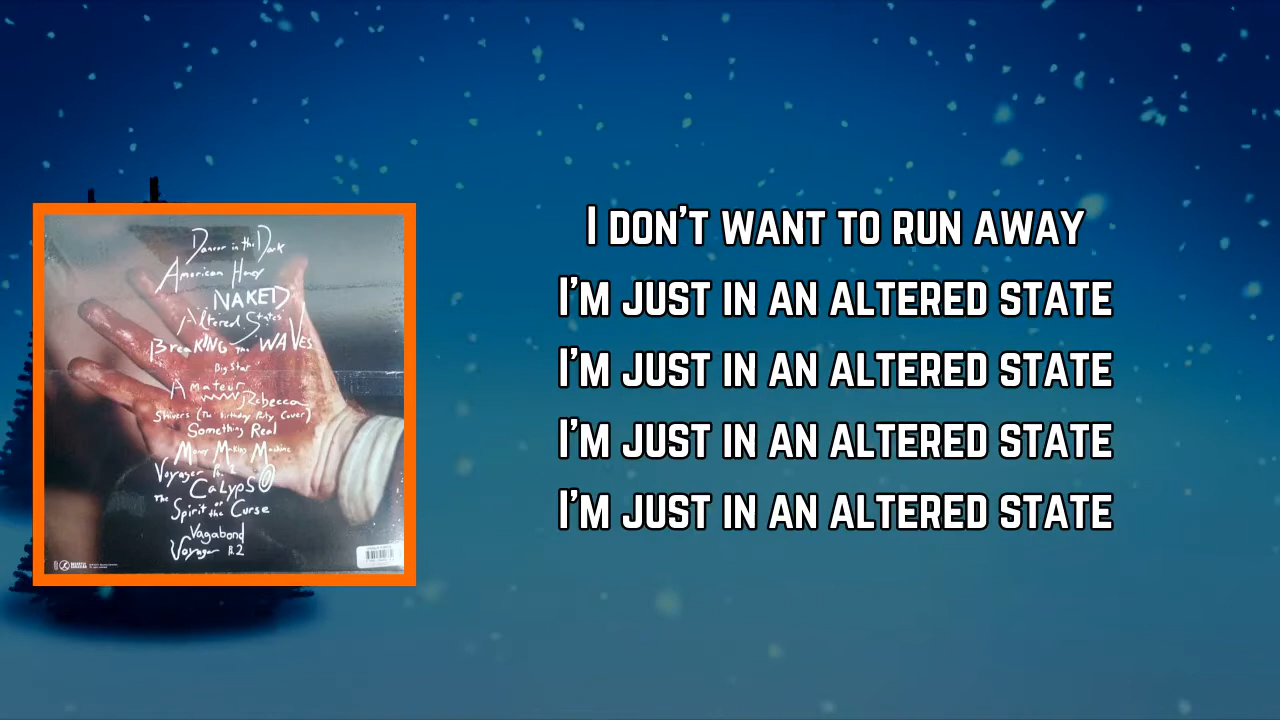 Dancer in the Dark
American Honey
NAKED
Altered States
BreaKING The WAVEs
Big Star
Amateur
Rebecca
Shivers (The Birthday Party Cover)
Something Real
Money Making Machine
Voyager Pt. 1
CaLypSO
The Spirit or the Curse
Vagabond
Voyager Pt. 2
I DON'T WANT TO RUN AWAY
I'M JUST IN AN ALTERED STATE
I'M JUST IN AN ALTERED STATE
I'M JUST IN AN ALTERED STATE
I'M JUST IN AN ALTERED STATE